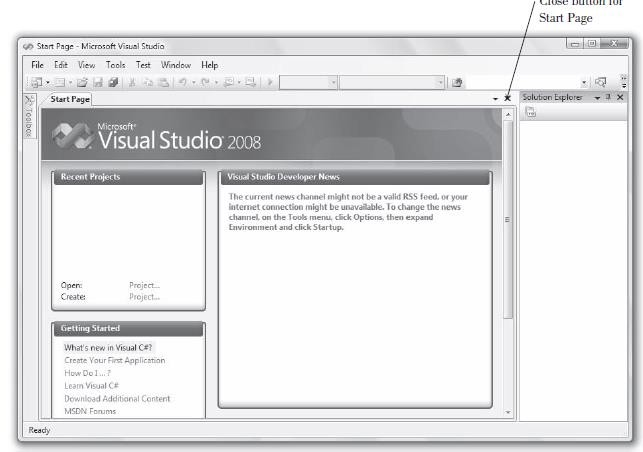 Close button for
Start Page
Start Page - Microsoft Visual Studio
File Edit View Tools Test Window Help
Toolbox
Start Page
Solution Explorer
Microsoft®
Visual Studio 2008
Recent Projects
Open: Project...
Create: Project...
Getting Started
What's new in Visual C#?
Create Your First Application
How Do I ... ?
Learn Visual C#
Download Additional Content
MSDN Forums
Visual Studio Developer News
The current news channel might not be a valid RSS feed, or your
internet connection might be unavailable. To change the news
channel, on the Tools menu, click Options, then expand
Environment and click Startup.
Ready